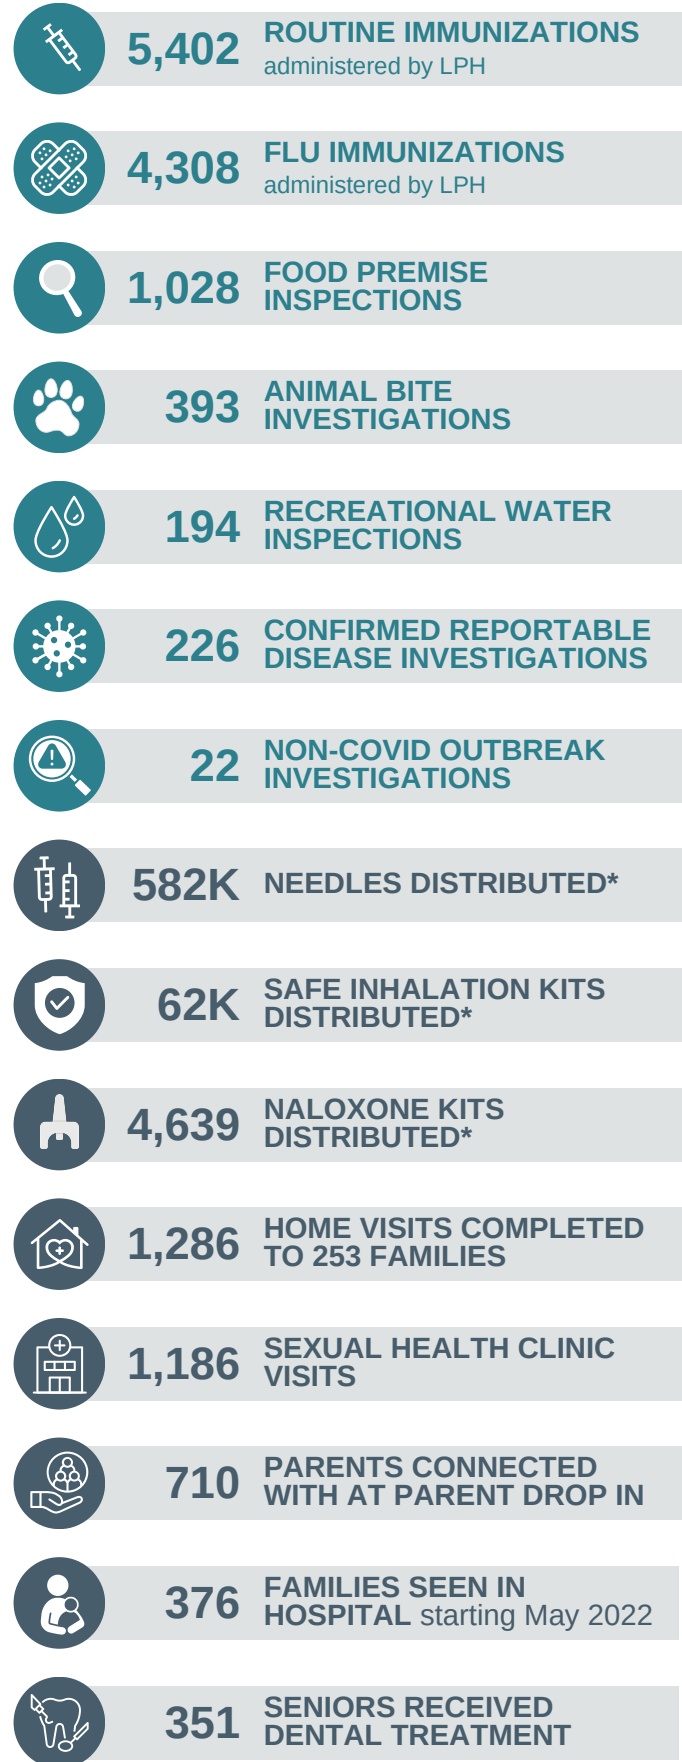 5,402 ROUTINE IMMUNIZATIONS
administered by LPH
4,308 FLU IMMUNIZATIONS
administered by LPH
1,028 FOOD PREMISE
INSPECTIONS
393 ANIMAL BITE
INVESTIGATIONS
194 RECREATIONAL WATER
INSPECTIONS
226 CONFIRMED REPORTABLE
DISEASE INVESTIGATIONS
22 NON-COVID OUTBREAK
INVESTIGATIONS
582K NEEDLES DISTRIBUTED*
62K SAFE INHALATION KITS
DISTRIBUTED*
4,639 NALOXONE KITS
DISTRIBUTED*
1,286 HOME VISITS COMPLETED
TO 253 FAMILIES
1,186 SEXUAL HEALTH CLINIC
VISITS
710 PARENTS CONNECTED
WITH AT PARENT DROP IN
376 FAMILIES SEEN IN
HOSPITAL starting May 2022
351 SENIORS RECEIVED
DENTAL TREATMENT